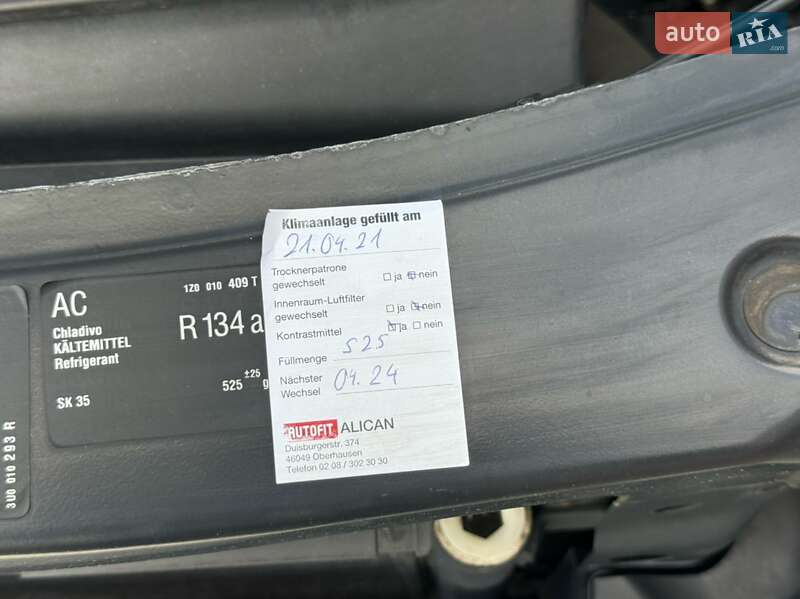 auto RIA .com
Klimaanlage gefüllt am
21.04.21
Trocknerpatrone
gewechselt ja nein
Innenraum-Luftfilter
gewechselt ja nein
Kontrastmittel ja nein
Füllmenge 525
Nächster
Wechsel 04.24
AUTOFIT ALICAN
Duisburgerstr. 374
46049 Oberhausen
Telefon 02 08 / 302 30 30
1Z0 010 409 T
AC
Chladivo
KÄLTEMITTEL
Refrigerant
R 134 a
525 ±25 g
SK 35
3U0 010 293 R